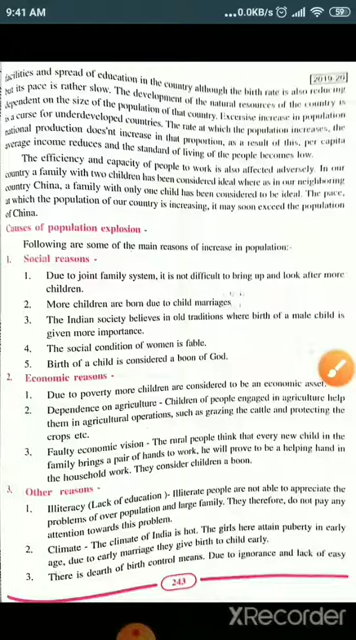 9:41 AM
...0.0KB/s
59
[2019-20]
facilities and spread of education in the country although the birth rate is also reducing
but its pace is rather slow. The development of the natural resources of the country is
dependent on the size of the population of that country. Excersise increase in population
is a curse for underdeveloped countries. The rate at which the population increases, the
national production does'nt increase in that proportion, as a result of this, per capita
average income reduces and the standard of living of the people becomes low.
The efficiency and capacity of people to work is also affected adversely. In our
country a family with two children has been considered ideal where as in our neighboring
country China, a family with only one child has been considered to be ideal. The pace,
at which the population of our country is increasing, it may soon exceed the population
of China.
Causes of population explosion -
Following are some of the main reasons of increase in population:-
1. Social reasons -
1. Due to joint family system, it is not difficult to bring up and look after more
children.
2. More children are born due to child marriages
3. The Indian society believes in old traditions where birth of a male child is
given more importance.
4. The social condition of women is fable.
5. Birth of a child is considered a boon of God.
2. Economic reasons -
1. Due to poverty more children are considered to be an economic asset.
2. Dependence on agriculture - Children of people engaged in agriculture help
them in agricultural operations, such as grazing the cattle and protecting the
crops etc.
3. Faulty economic vision - The rural people think that every new child in the
family brings a pair of hands to work, he will prove to be a helping hand in
the household work. They consider children a boon.
3. Other reasons -
1. Illiteracy (Lack of education )- Illiterate people are not able to appreciate the
problems of over population and large family. They therefore, do not pay any
attention towards this problem.
2. Climate - The climate of India is hot. The girls here attain puberty in early
age, due to early marriage they give birth to child early.
3. There is dearth of birth control means. Due to ignorance and lack of easy
243
XRecorder